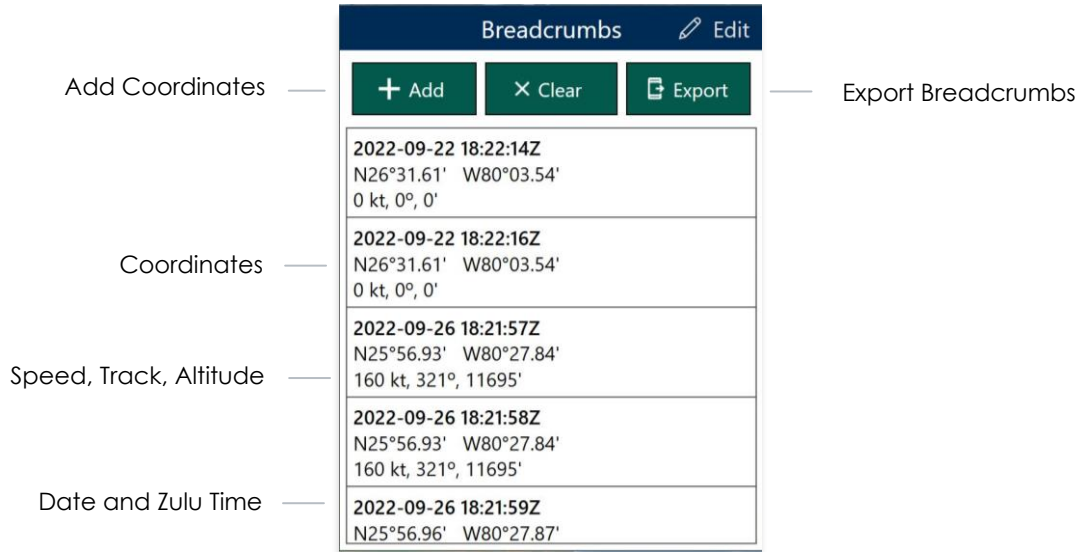 Breadcrumbs Edit
Add Coordinates
Add Clear Export
Export Breadcrumbs
2022-09-22 18:22:14Z
N26°31.61' W80°03.54'
0 kt, 0º, 0'
2022-09-22 18:22:16Z
N26°31.61' W80°03.54'
0 kt, 0º, 0'
Coordinates
2022-09-26 18:21:57Z
N25°56.93' W80°27.84'
160 kt, 321º, 11695'
Speed, Track, Altitude
2022-09-26 18:21:58Z
N25°56.93' W80°27.84'
160 kt, 321º, 11695'
Date and Zulu Time
2022-09-26 18:21:59Z
N25°56.96' W80°27.87'